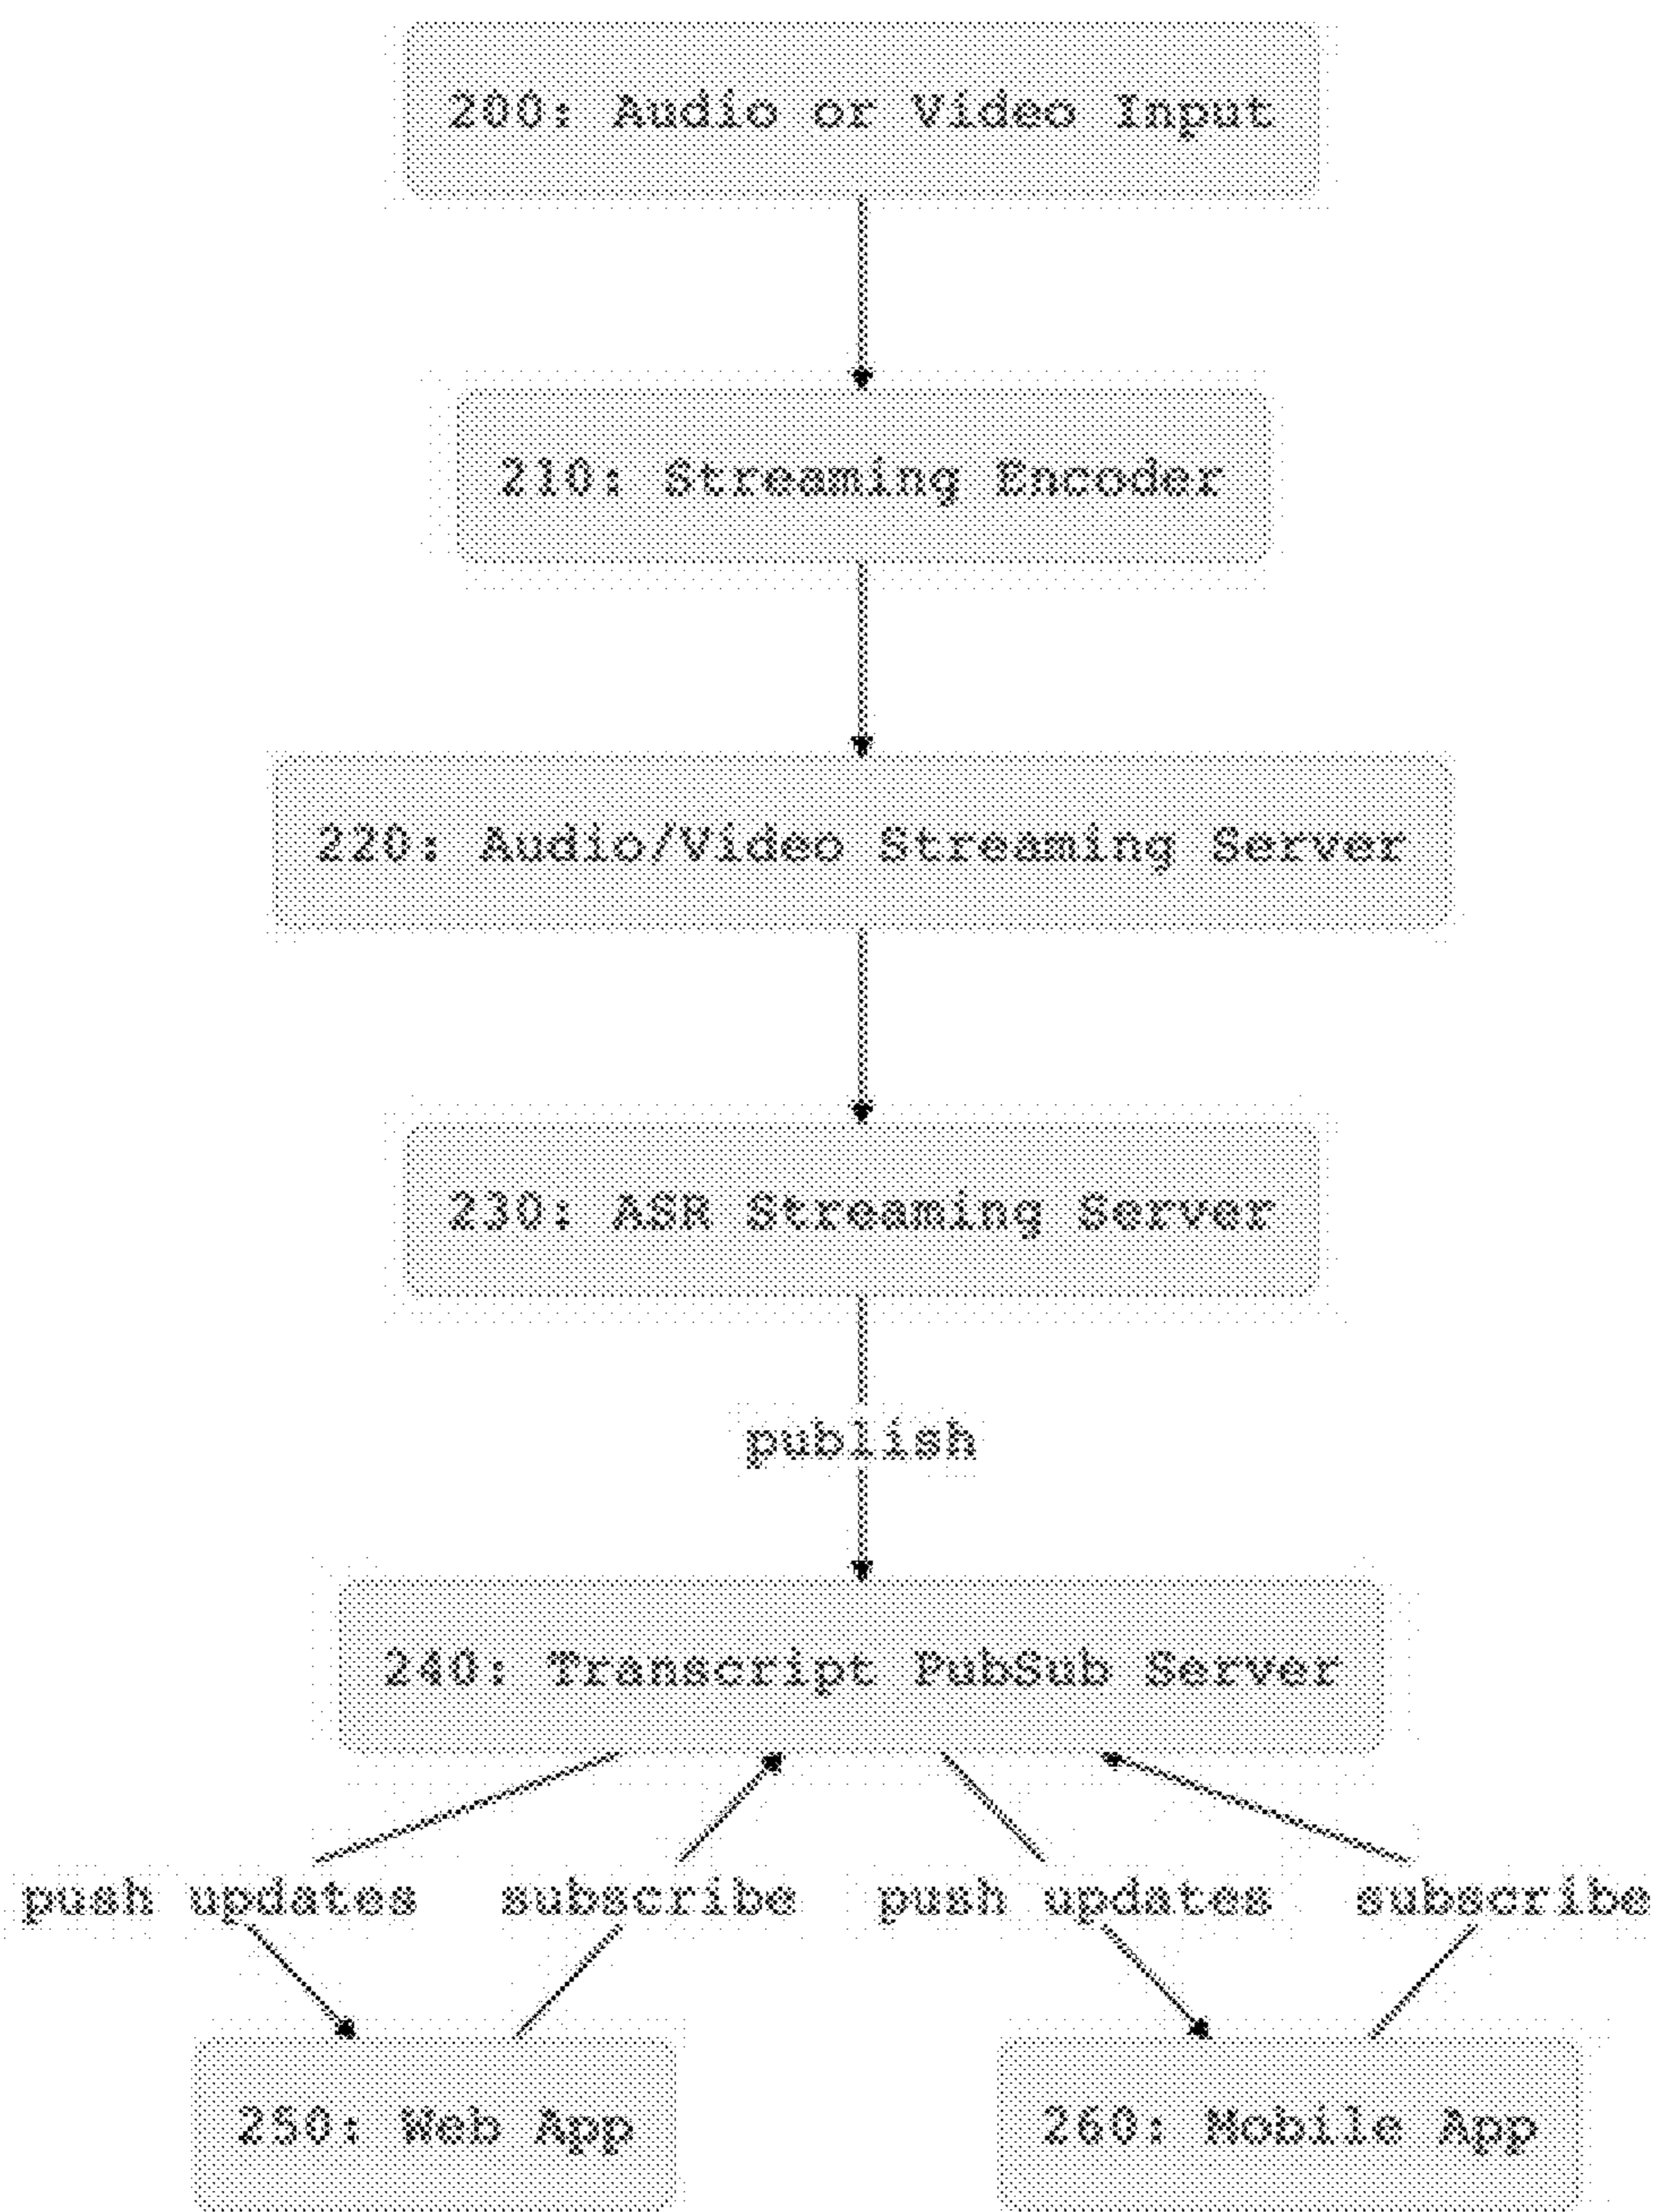 200: Audio or Video Input
210: Streaming Encoder
220: Audio/Video Streaming Server
230: ASR Streaming Server
publish
240: Transcript PubSub Server
push updates subscribe push updates subscribe
250: Web App 260: Mobile App